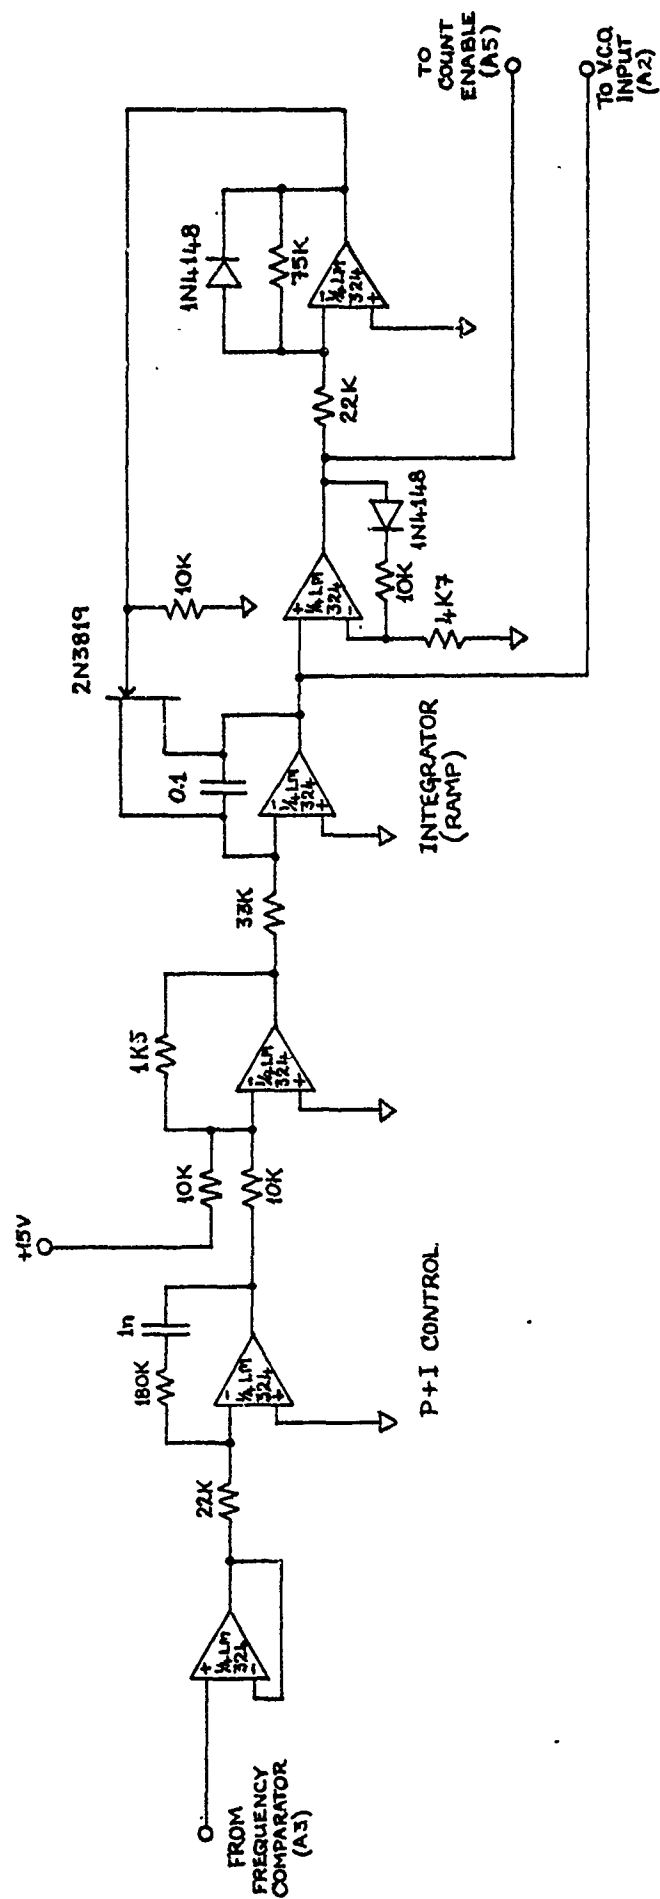 FROM
FREQUENCY
COMPARATOR
(A3)
+
1/4 LM
324
-
22K
180K
1n
-
1/4 LM
324
+
P+I CONTROL
+15V
10K
10K
1K5
-
1/4 LM
324
+
33K
0.1
-
1/4 LM
324
+
INTEGRATOR
(RAMP)
2N3819
10K
+
1/4 LM
324
-
10K
4K7
1N4148
22K
1N4148
75K
-
1/4 LM
324
+
TO
COUNT
ENABLE
(A5)
TO V.C.O.
INPUT
(A2)